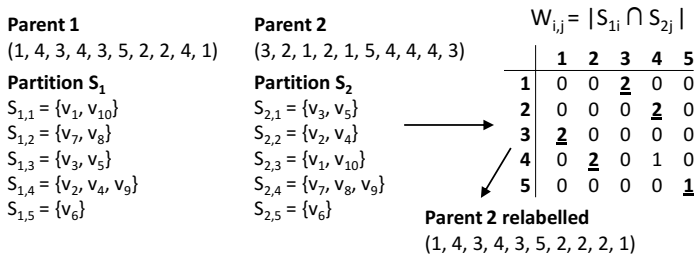 Parent 1
(1, 4, 3, 4, 3, 5, 2, 2, 4, 1)
Partition S1
S1,1 = {v1, v10}
S1,2 = {v7, v8}
S1,3 = {v3, v5}
S1,4 = {v2, v4, v9}
S1,5 = {v6}
Parent 2
(3, 2, 1, 2, 1, 5, 4, 4, 4, 3)
Partition S2
S2,1 = {v3, v5}
S2,2 = {v2, v4}
S2,3 = {v1, v10}
S2,4 = {v7, v8, v9}
S2,5 = {v6}
Wi,j = |S1i ∩ S2j|
1 2 3 4 5
1 0 0 2 0 0
2 0 0 0 2 0
3 2 0 0 0 0
4 0 2 0 1 0
5 0 0 0 0 1
Parent 2 relabelled
(1, 4, 3, 4, 3, 5, 2, 2, 2, 1)